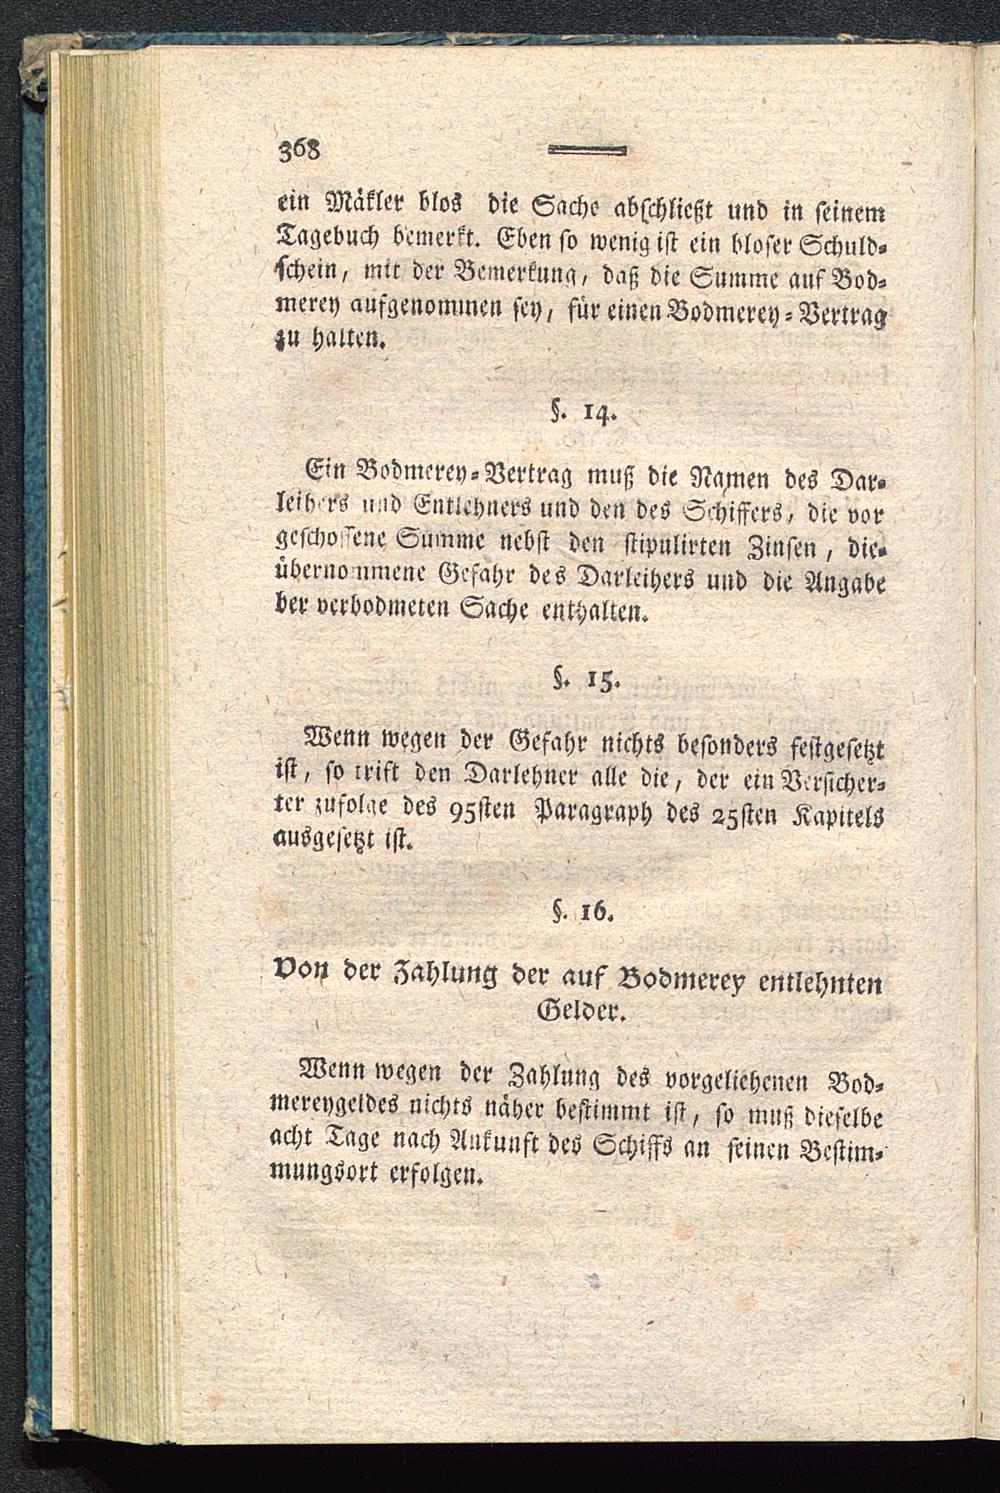 368
ein Mäkler blos die Sache abschließt und in seinem
Tagebuch bemerkt. Eben so wenig ist ein bloser Schuld-
schein, mit der Bemerkung, daß die Summe auf Bod-
merey aufgenommen sey, für einen Bodmerey-Vertrag
zu halten.
§. 14.
Ein Bodmerey-Vertrag muß die Namen des Dar-
leihers und Entlehners und den des Schiffers, die vor
geschossene Summe nebst den stipulirten Zinsen, die-
übernommene Gefahr des Darleihers und die Angabe
der verbodmeten Sache enthalten.
§. 15.
Wenn wegen der Gefahr nichts besonders festgesetzt
ist, so trift den Darlehner alle die, der ein Versicher-
ter zufolge des 95sten Paragraph des 25sten Kapitels
ausgesetzt ist.
§. 16.
Von der Zahlung der auf Bodmerey entlehnten
Gelder.
Wenn wegen der Zahlung des vorgeliehenen Bod-
mereygeldes nichts näher bestimmt ist, so muß dieselbe
acht Tage nach Ankunft des Schiffs an seinen Bestim-
mungsort erfolgen.